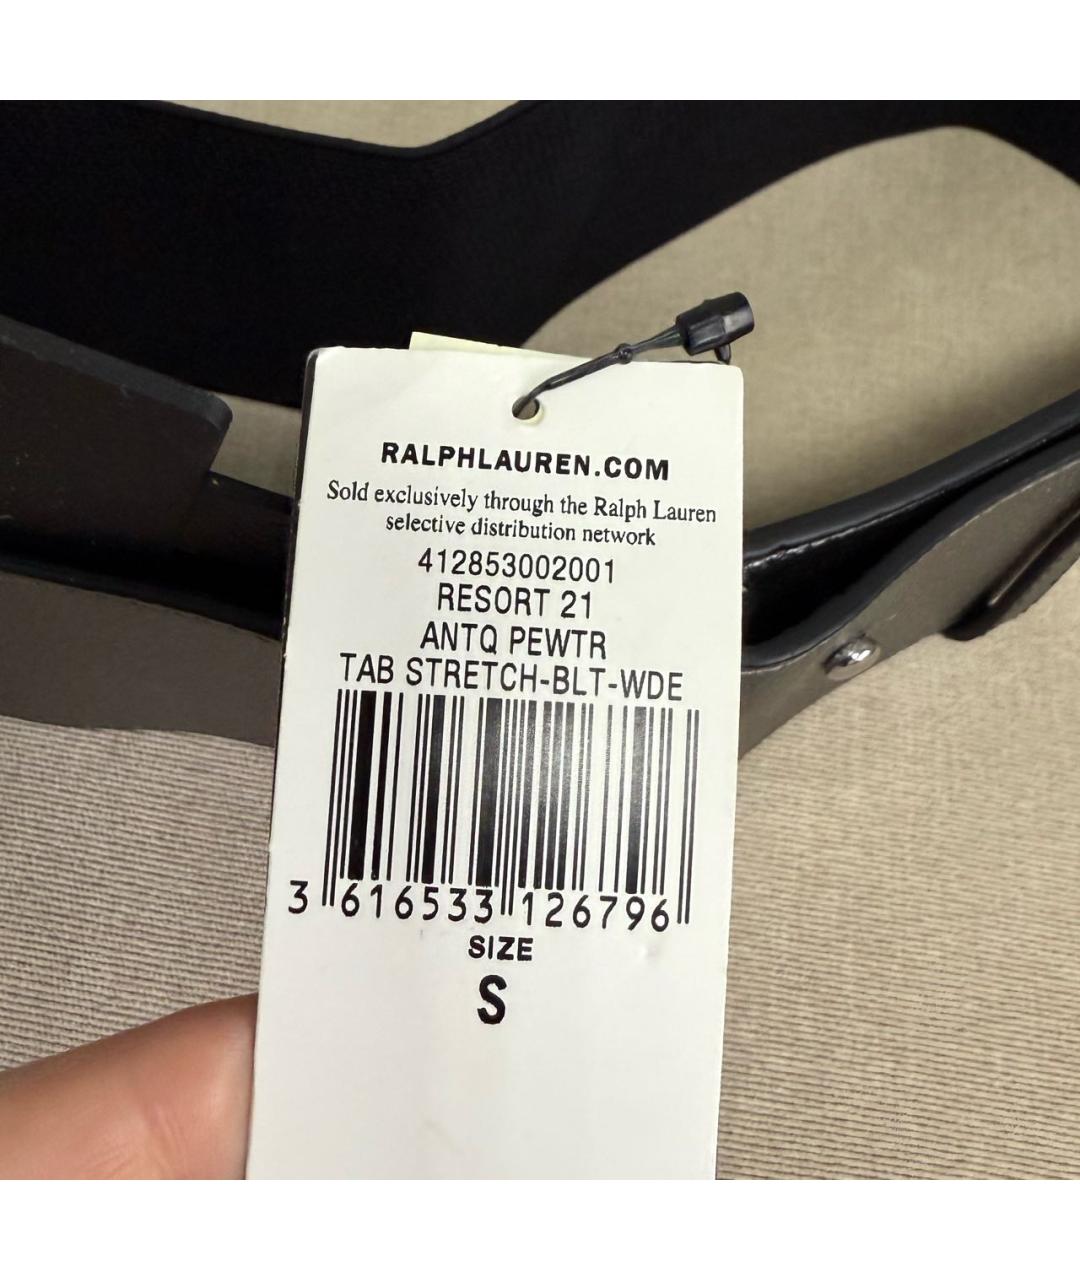 RALPHLAUREN.COM
Sold exclusively through the Ralph Lauren
selective distribution network
412853002001
RESORT 21
ANTQ PEWTR
TAB STRETCH-BLT-WDE
3 616533 126796
SIZE
S